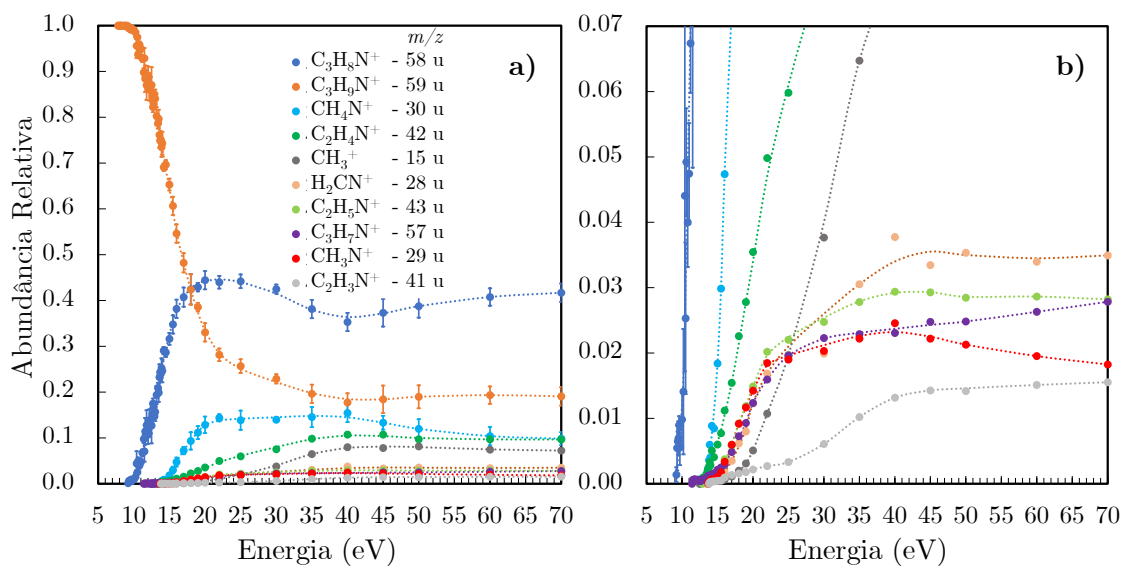 m/z
C₃H₈N⁺ - 58 u
C₃H₉N⁺ - 59 u
CH₄N⁺ - 30 u
C₂H₄N⁺ - 42 u
CH₃⁺ - 15 u
H₂CN⁺ - 28 u
C₂H₅N⁺ - 43 u
C₃H₇N⁺ - 57 u
CH₃N⁺ - 29 u
C₂H₃N⁺ - 41 u
a)
Abundância Relativa
1.0
0.9
0.8
0.7
0.6
0.5
0.4
0.3
0.2
0.1
0.0
5 10 15 20 25 30 35 40 45 50 55 60 65 70
Energia (eV)
b)
0.07
0.06
0.05
0.04
0.03
0.02
0.01
0.00
5 10 15 20 25 30 35 40 45 50 55 60 65 70
Energia (eV)